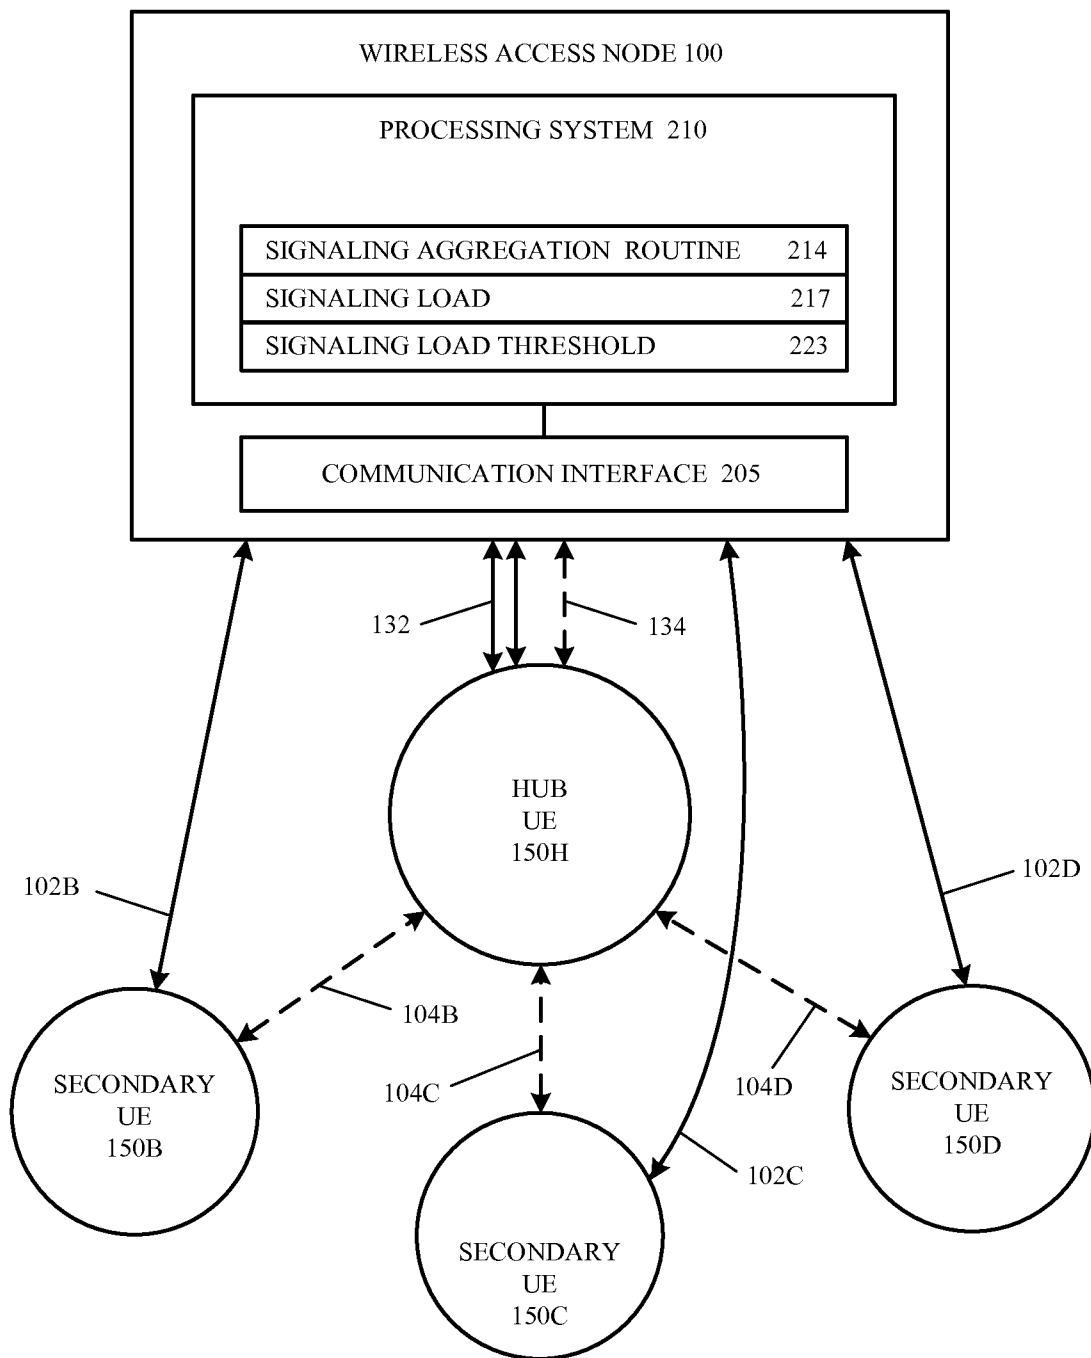 WIRELESS ACCESS NODE 100
PROCESSING SYSTEM 210
SIGNALING AGGREGATION ROUTINE 214
SIGNALING LOAD 217
SIGNALING LOAD THRESHOLD 223
COMMUNICATION INTERFACE 205
132
134
HUB
UE
150H
102B
102D
104B
104C
104D
SECONDARY
UE
150B
SECONDARY
UE
150D
102C
SECONDARY
UE
150C